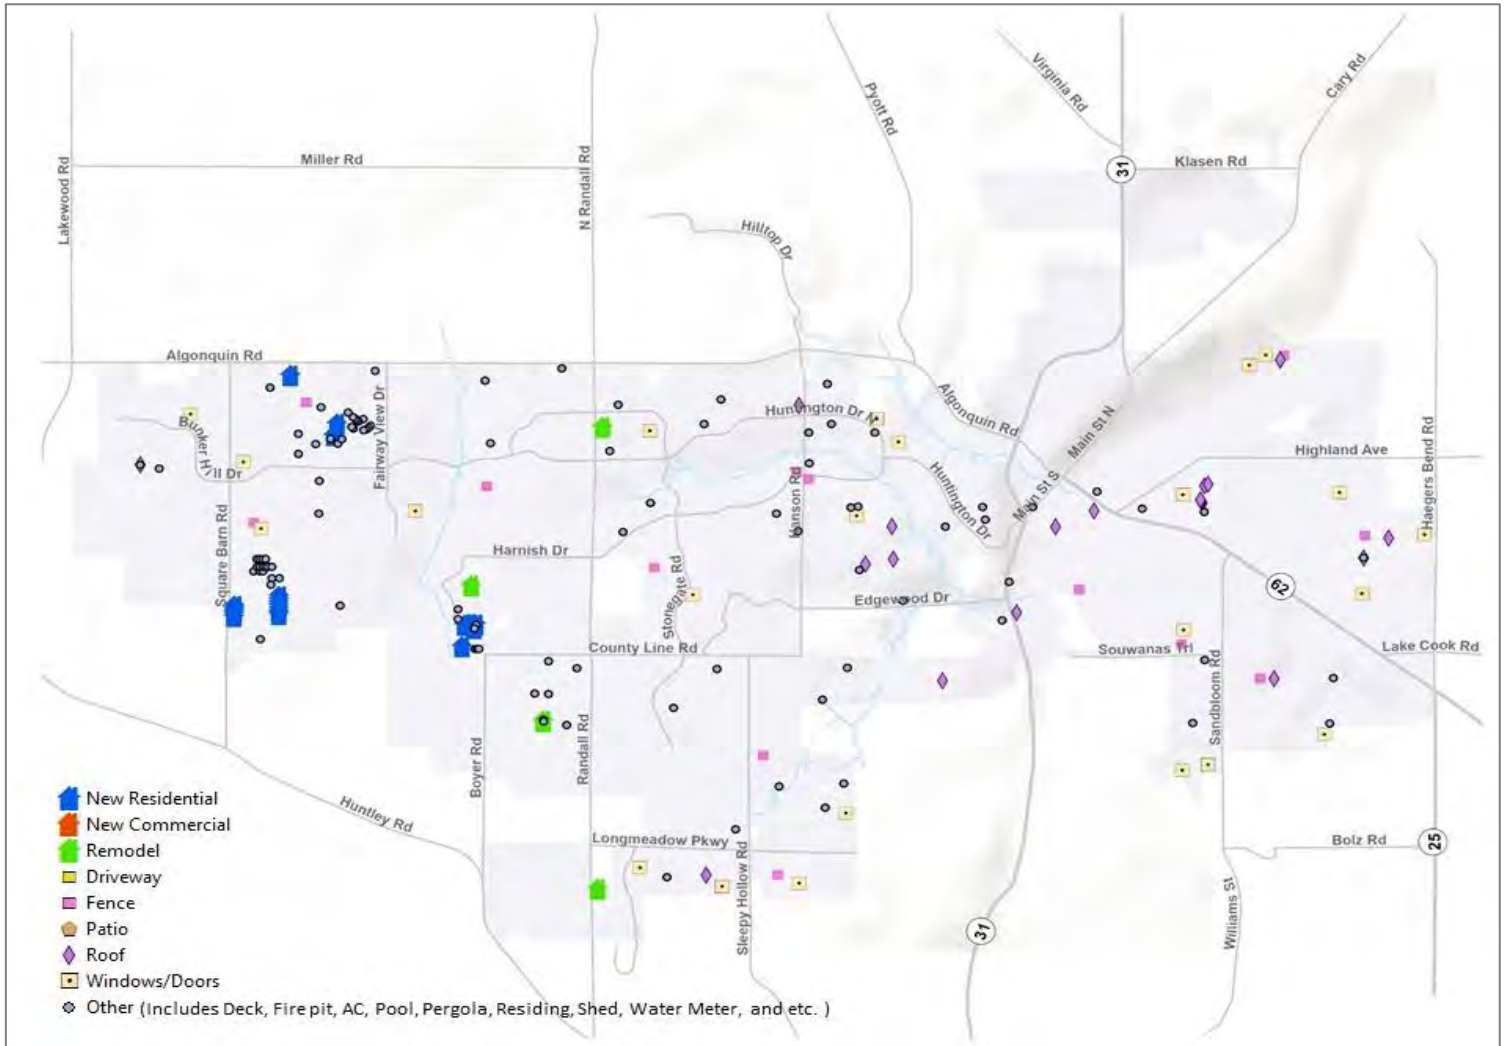 Virginia Rd
Cary Rd
Pyott Rd
Miller Rd
31
Klasen Rd
Lakewood Rd
N Randall Rd
Hilltop Dr
Algonquin Rd
Fairway View Dr
Huntington Dr N
Algonquin Rd
Main St N
Bunker Hill Dr
Highland Ave
Haegers Bend Rd
Huntington Dr
Main St S
Hanson Rd
Square Barn Rd
Harnish Dr
Stonegate Rd
Edgewood Dr
62
County Line Rd
Souwanas Trl
Lake Cook Rd
Sandbloom Rd
Boyer Rd
Randall Rd
Huntley Rd
Longmeadow Pkwy
Sleepy Hollow Rd
Bolz Rd
25
Williams St
31
New Residential
New Commercial
Remodel
Driveway
Fence
Patio
Roof
Windows/Doors
Other (Includes Deck, Fire pit, AC, Pool, Pergola, Residing, Shed, Water Meter, and etc. )